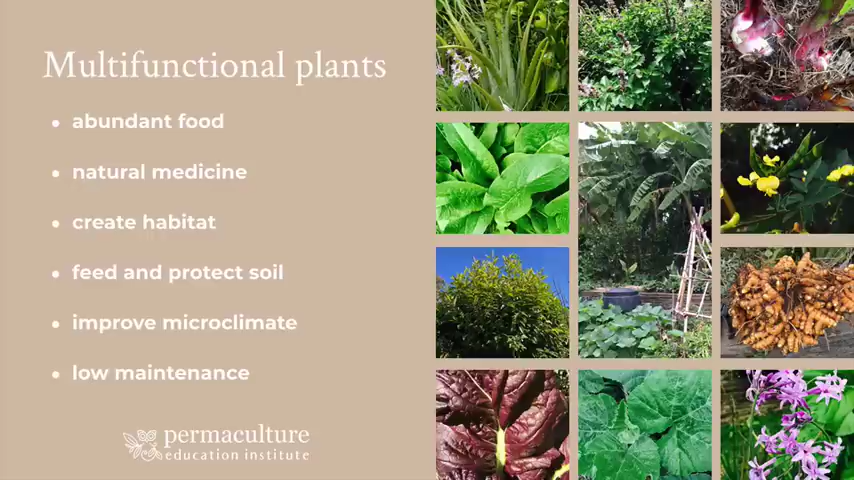 Multifunctional plants
• abundant food
• natural medicine
• create habitat
• feed and protect soil
• improve microclimate
• low maintenance
permaculture
education institute